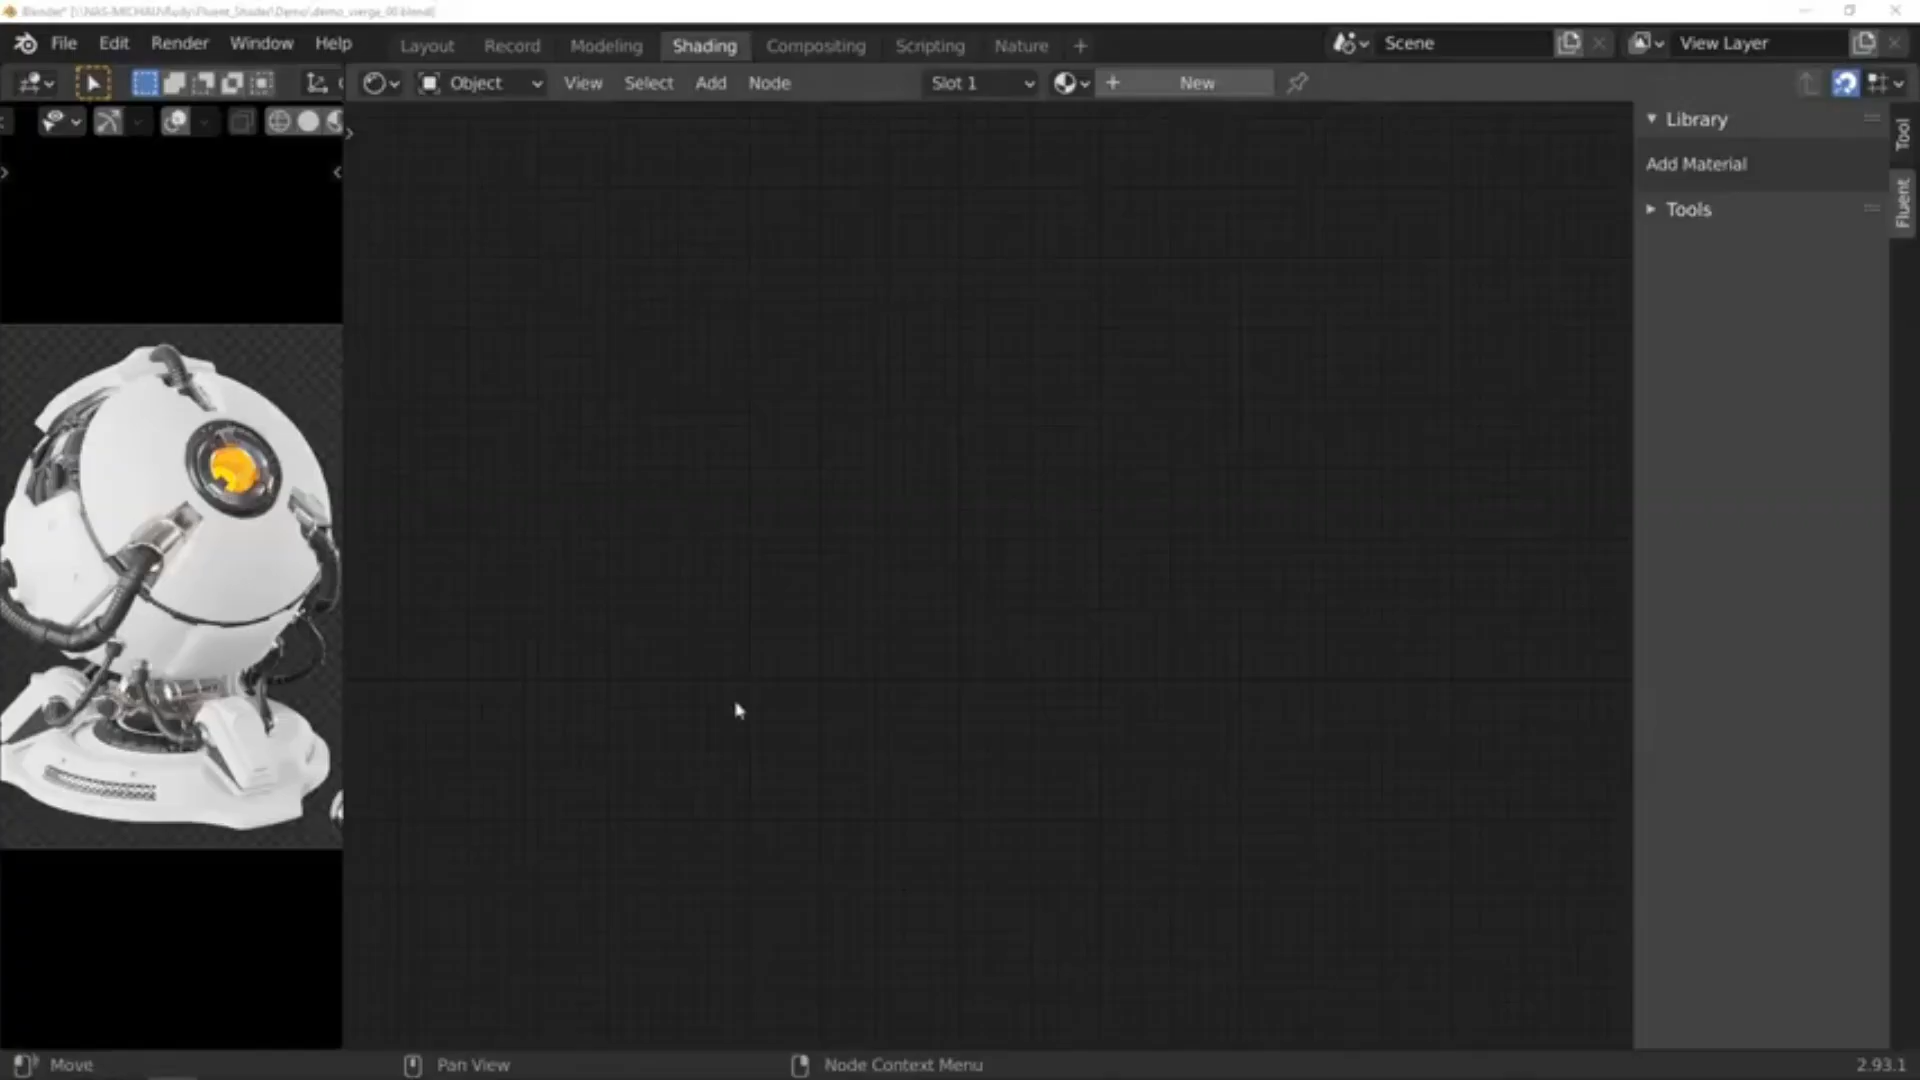 File Edit Render Window Help Layout Record Modeling Shading Compositing Scripting Nature + Scene View Layer
Object View Select Add Node Slot 1 + New
Library
Add Material
Tools
Tool
Fluent
Move Pan View Node Context Menu 2.93.1